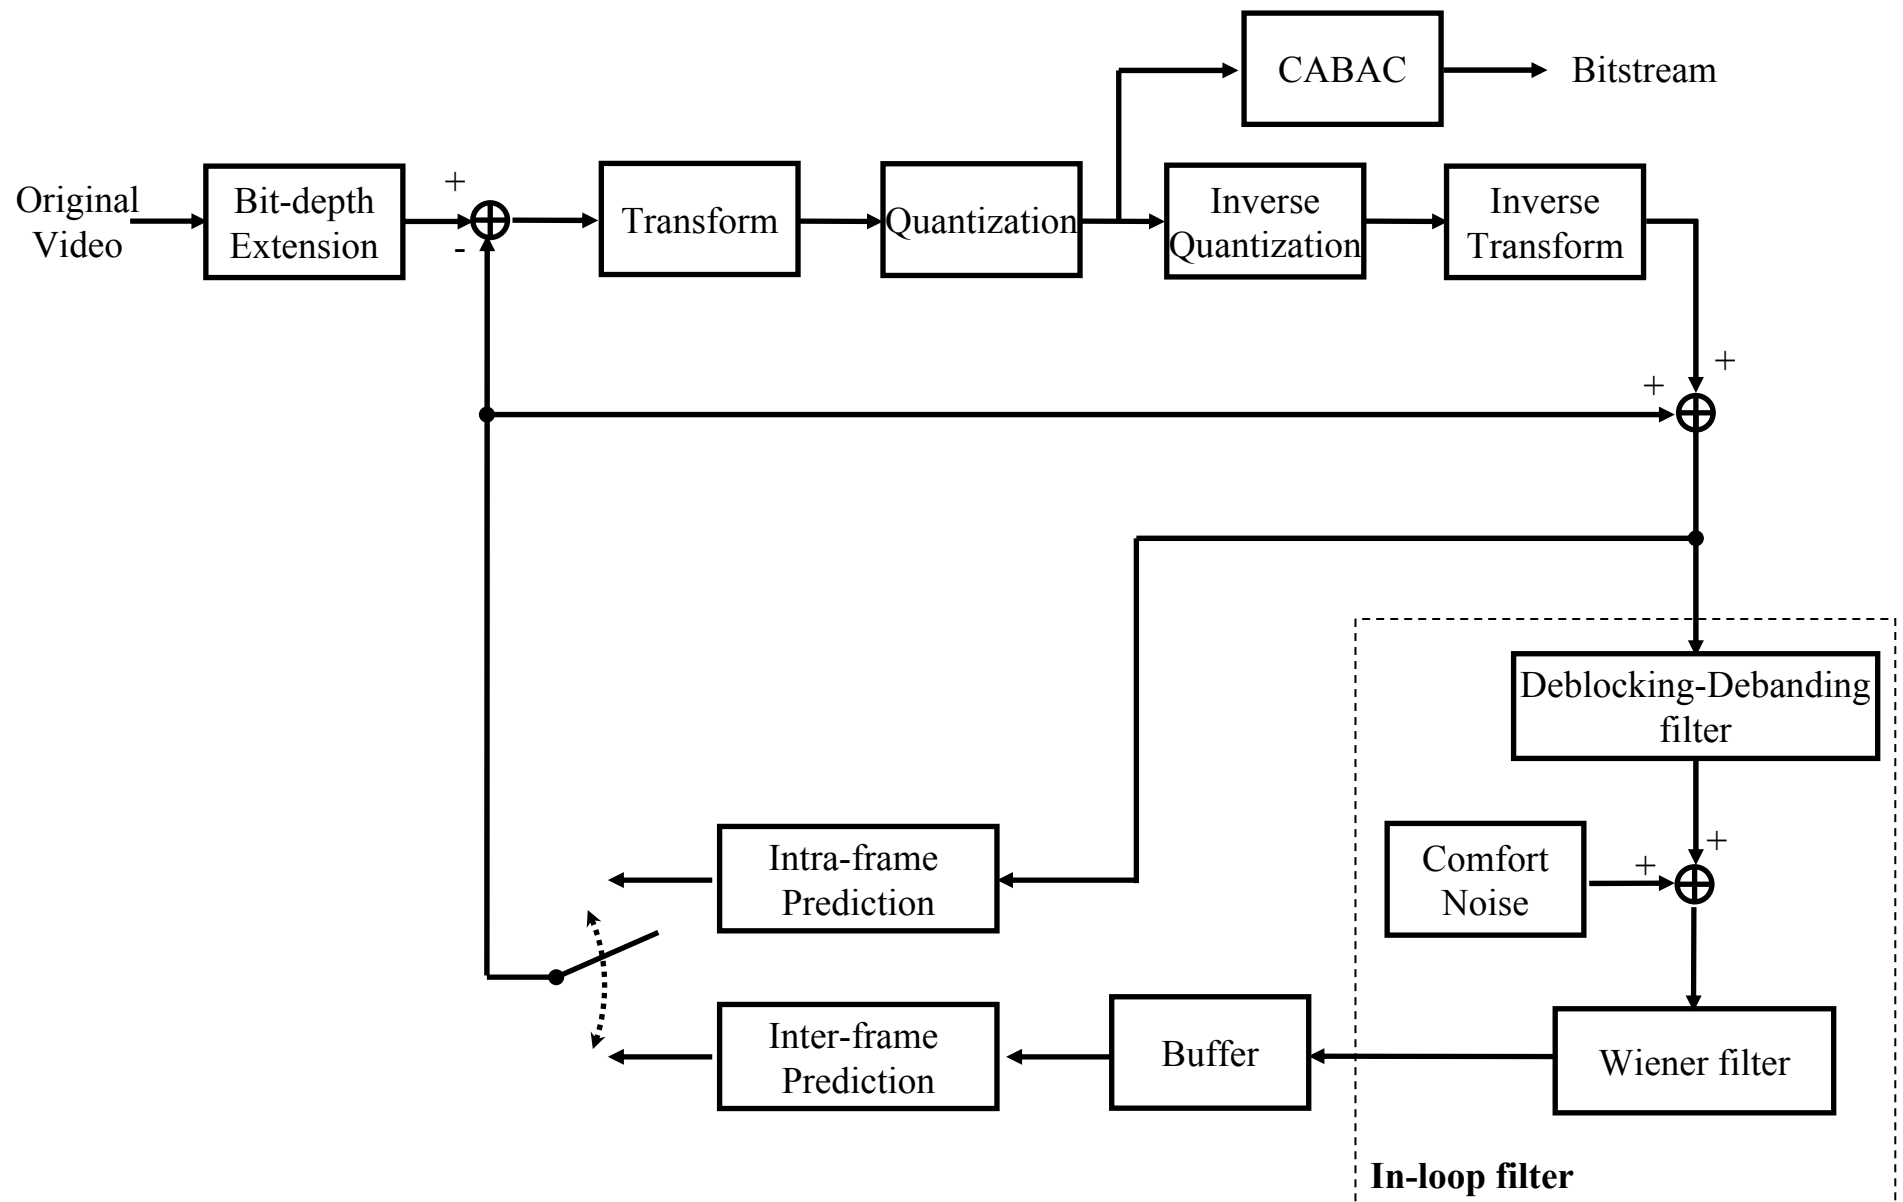 CABAC
Bitstream
Original
Video
Bit-depth
Extension
+
-
Transform
Quantization
Inverse
Quantization
Inverse
Transform
+
+
Deblocking-Debanding
filter
Comfort
Noise
+
+
Intra-frame
Prediction
Inter-frame
Prediction
Buffer
Wiener filter
In-loop filter